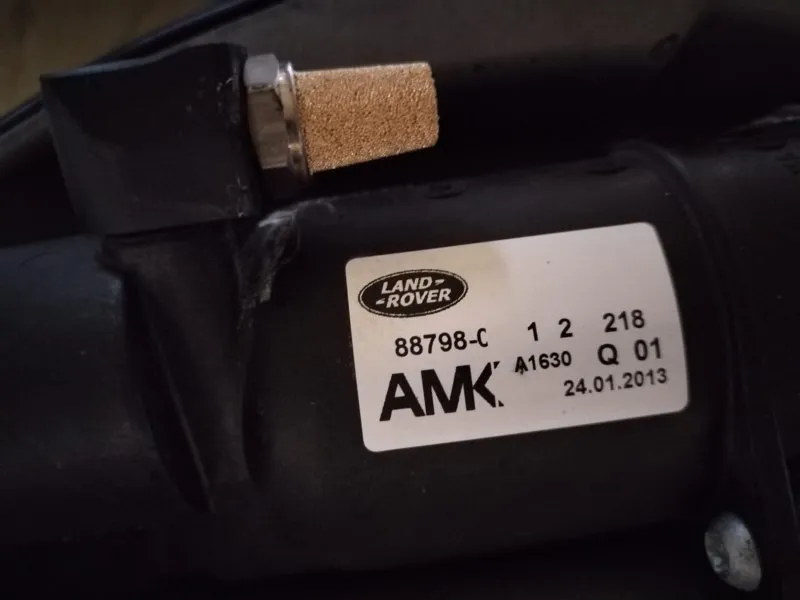 LAND-
-ROVER
88798-C 1 2 218
AMK A1630 Q 01
24.01.2013